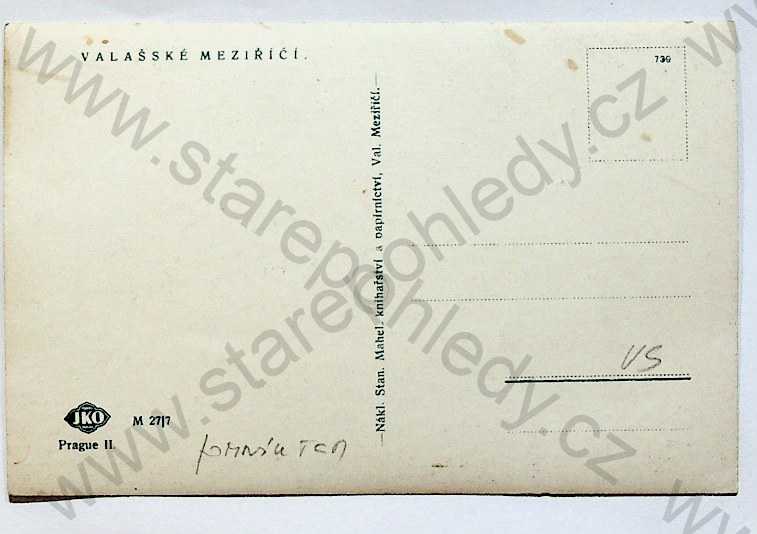 VALAŠSKÉ MEZIŘÍČÍ.
739
Nákl. Stan. Mahel. knihařství a papírnictví, Val. Meziříčí.
VS
JKO
M 27|7
Prague II.
www.starepohledy.cz
www.starepohledy.cz